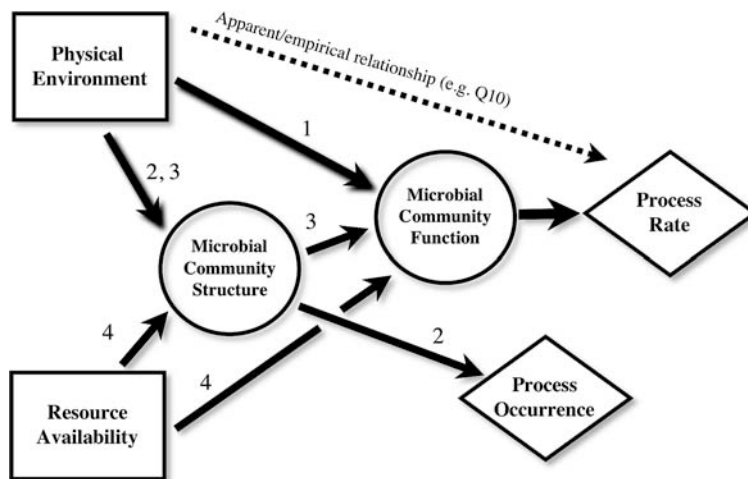 Physical
Environment
Apparent/empirical relationship (e.g. Q10)
1
2, 3
Microbial
Community
Structure
3
Microbial
Community
Function
Process
Rate
4
4
2
Resource
Availability
Process
Occurrence